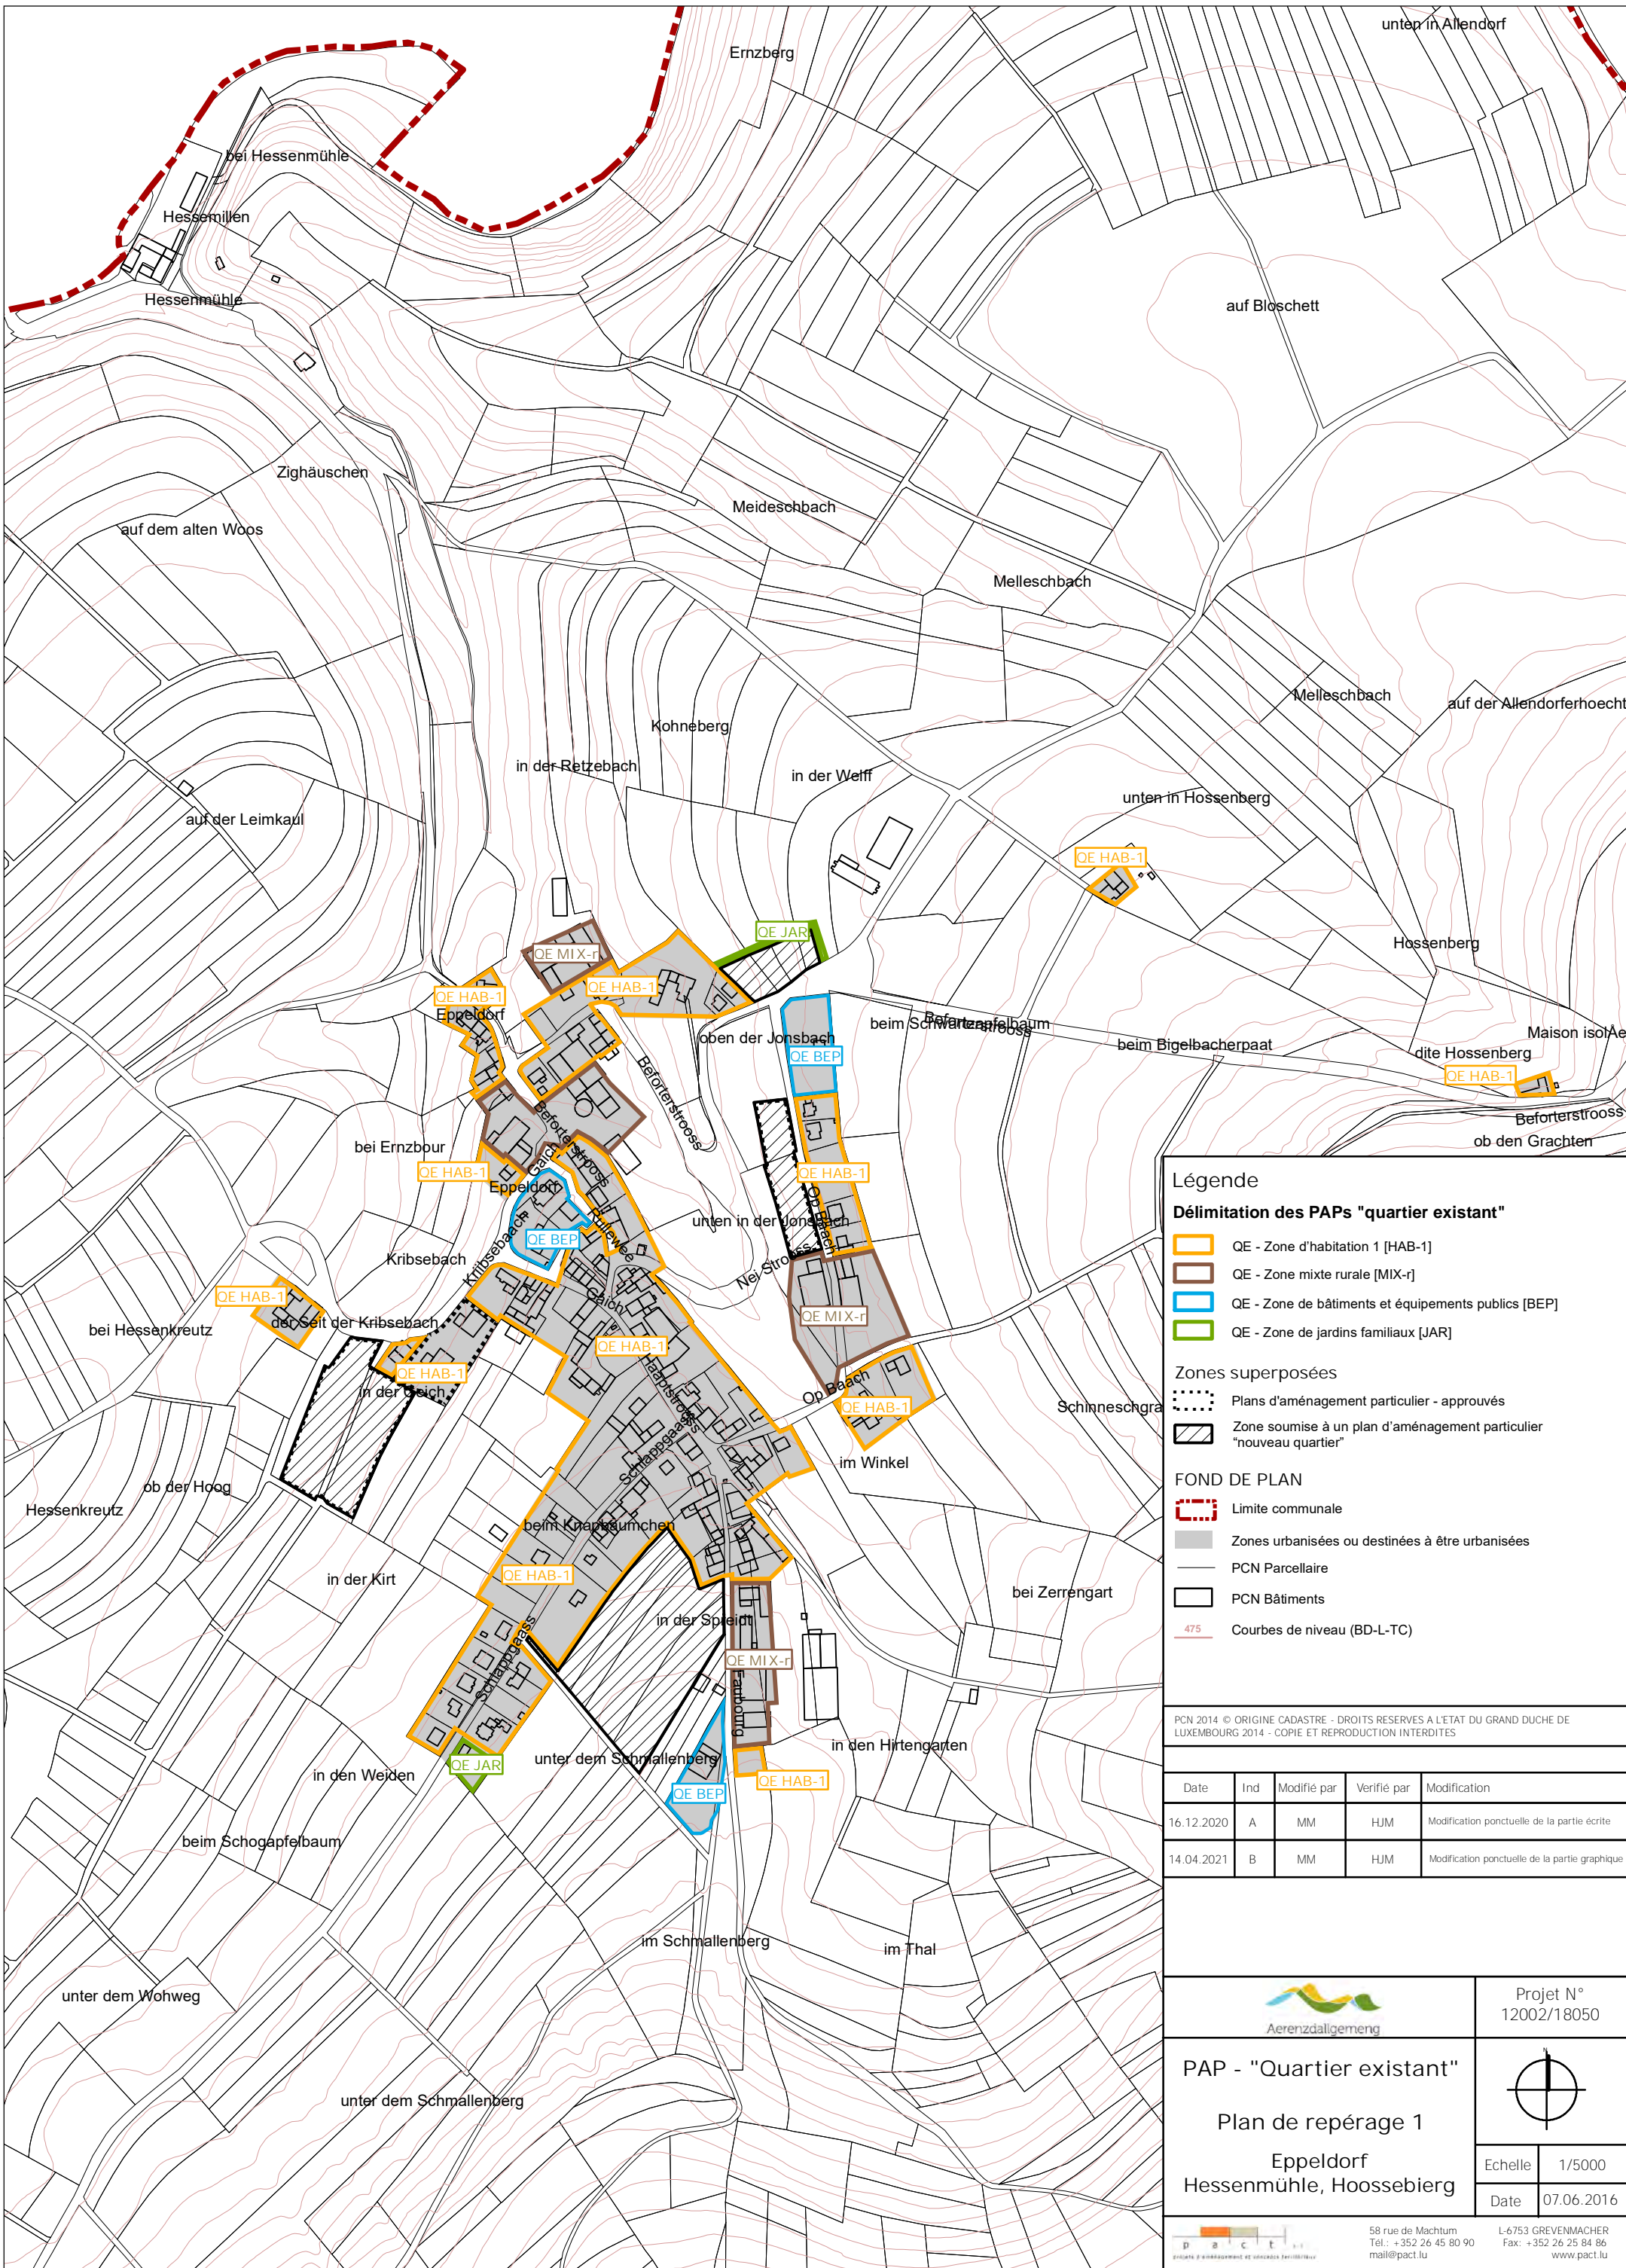 unten in Allendorf
Ernzberg
bei Hessenmühle
Hessemillen
Hessenmühle
auf Bloschett
Zighäuschen
Meideschbach
auf dem alten Woos
Melleschbach
Melleschbach
auf der Allendorferhoecht
Kohneberg
in der Retzebach
in der Welff
unten in Hossenberg
auf der Leimkaul
QE HAB-1
QE JAR
Hossenberg
QE MIX-r
QE HAB-1
QE HAB-1
Eppeldorf
beim Schwarzapfelbaum
Beforterstrooss
oben der Jonsbach
Maison isolAe
beim Bigelbacherpaat
dite Hossenberg
QE BEP
QE HAB-1
Beforterstrooss
Beforterstrooss
Beforterstrooss
ob den Grachten
bei Ernzbour
Gaich
QE HAB-1
QE HAB-1
Eppeldorf
Op Baach
unten in der Jonsbach
Pullewee
QE BEP
Kribsebaach
Kribsebach
Nei Strooss
QE HAB-1
Gaich
QE MIX-r
der Seit der Kribsebach
bei Hessenkreutz
QE HAB-1
QE HAB-1
in der Goich
Haaptstrooss
Op Baach
QE HAB-1
Schinneschgra
Schlappgaass
im Winkel
ob der Hoog
Hessenkreutz
beim Knapbäumchen
QE HAB-1
in der Kirt
bei Zerrengart
in der Spreidt
Schlappgaass
QE MIX-r
Faubourg
in den Hirtengarten
unter dem Schmallenberg
QE JAR
in den Weiden
QE HAB-1
QE BEP
beim Schogapfelbaum
im Schmallenberg
im Thal
unter dem Wohweg
unter dem Schmallenberg
Légende
Délimitation des PAPs "quartier existant"
QE - Zone d'habitation 1 [HAB-1]
QE - Zone mixte rurale [MIX-r]
QE - Zone de bâtiments et équipements publics [BEP]
QE - Zone de jardins familiaux [JAR]
Zones superposées
Plans d'aménagement particulier - approuvés
Zone soumise à un plan d'aménagement particulier
"nouveau quartier"
FOND DE PLAN
Limite communale
Zones urbanisées ou destinées à être urbanisées
PCN Parcellaire
PCN Bâtiments
475 Courbes de niveau (BD-L-TC)
PCN 2014 © ORIGINE CADASTRE - DROITS RESERVES A L'ETAT DU GRAND DUCHE DE
LUXEMBOURG 2014 - COPIE ET REPRODUCTION INTERDITES
Date Ind Modifié par Verifié par Modification
16.12.2020 A MM HJM Modification ponctuelle de la partie écrite
14.04.2021 B MM HJM Modification ponctuelle de la partie graphique
Aerenzdallgemeng
Projet N°
12002/18050
PAP - "Quartier existant"
Plan de repérage 1
Eppeldorf
Hessenmühle, Hoossebierg
N
Echelle 1/5000
Date 07.06.2016
p a c t
58 rue de Machtum L-6753 GREVENMACHER
Tél.: +352 26 45 80 90 Fax: +352 26 25 84 86
mail@pact.lu www.pact.lu